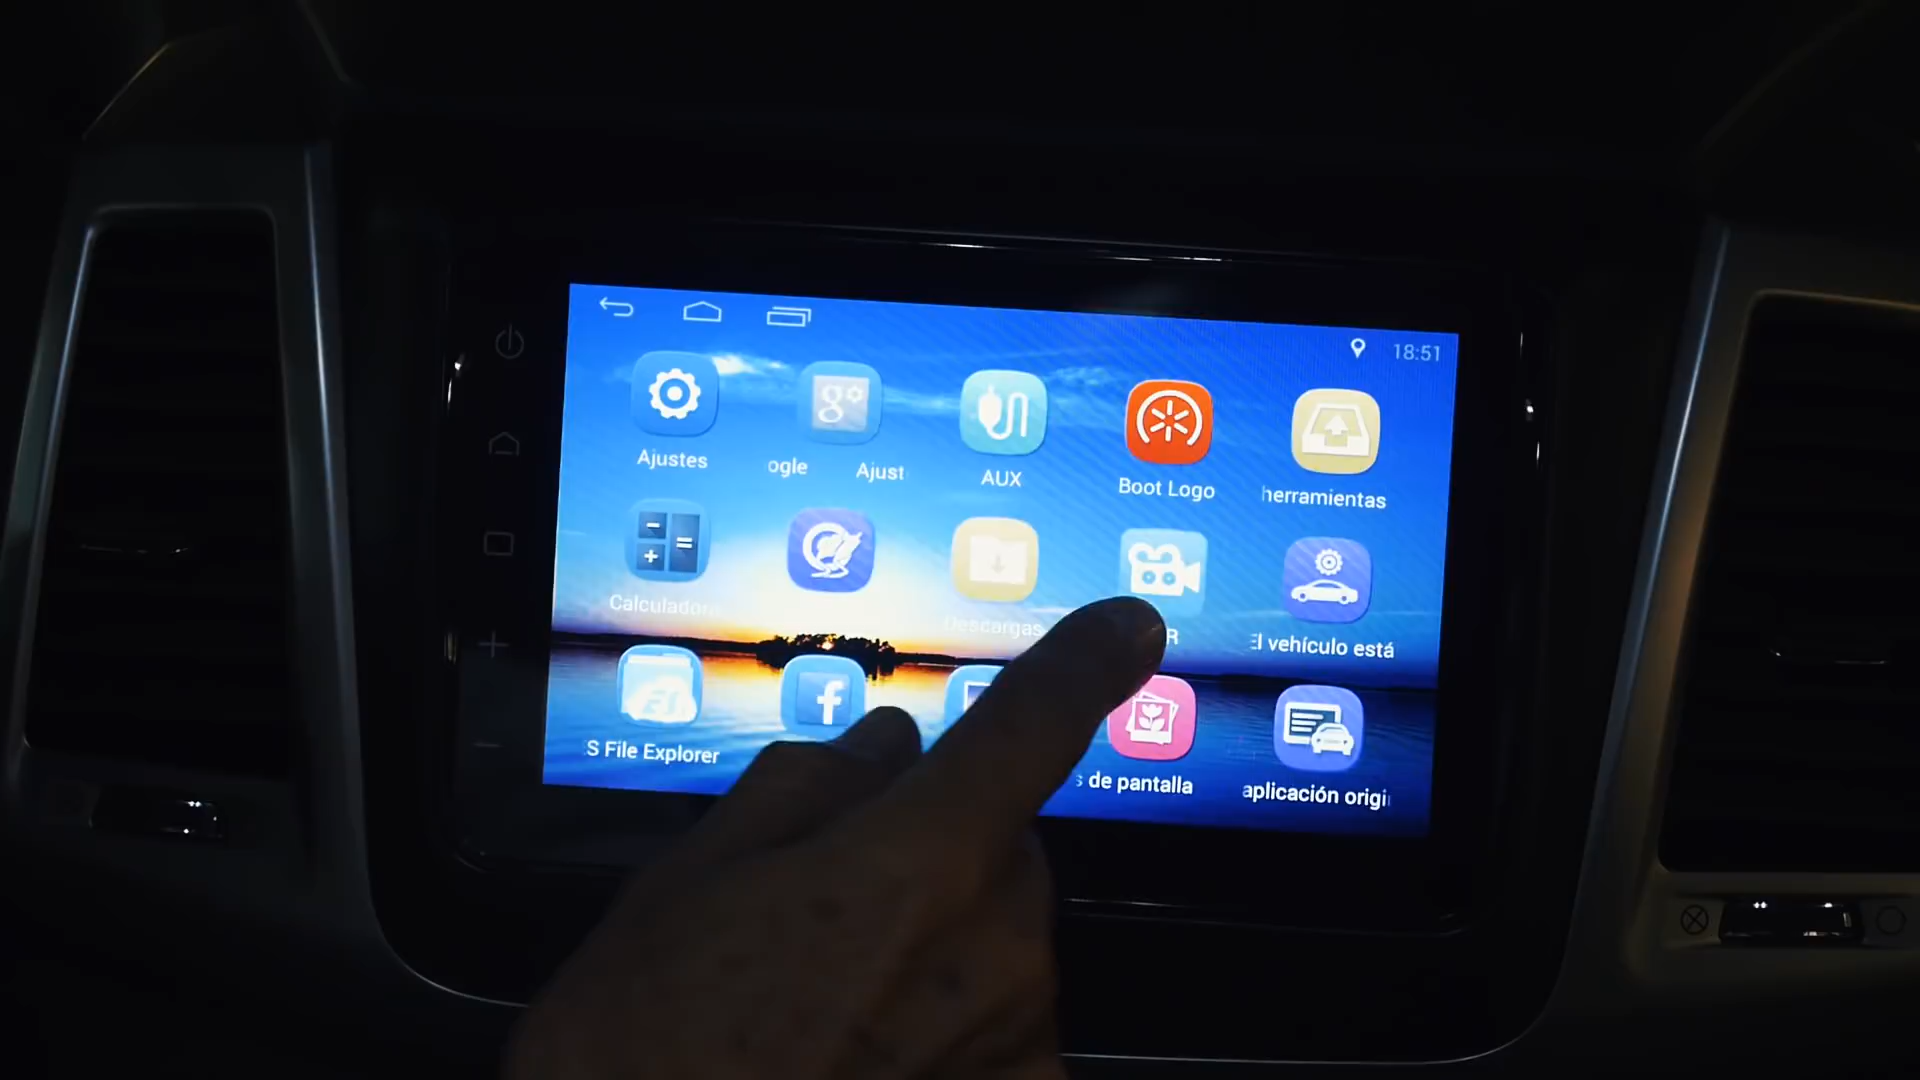 18:51
Ajustes
ogle Ajust
AUX
Boot Logo
herramientas
Calculadora
Descargas
R
El vehículo está
S File Explorer
s de pantalla
aplicación origi